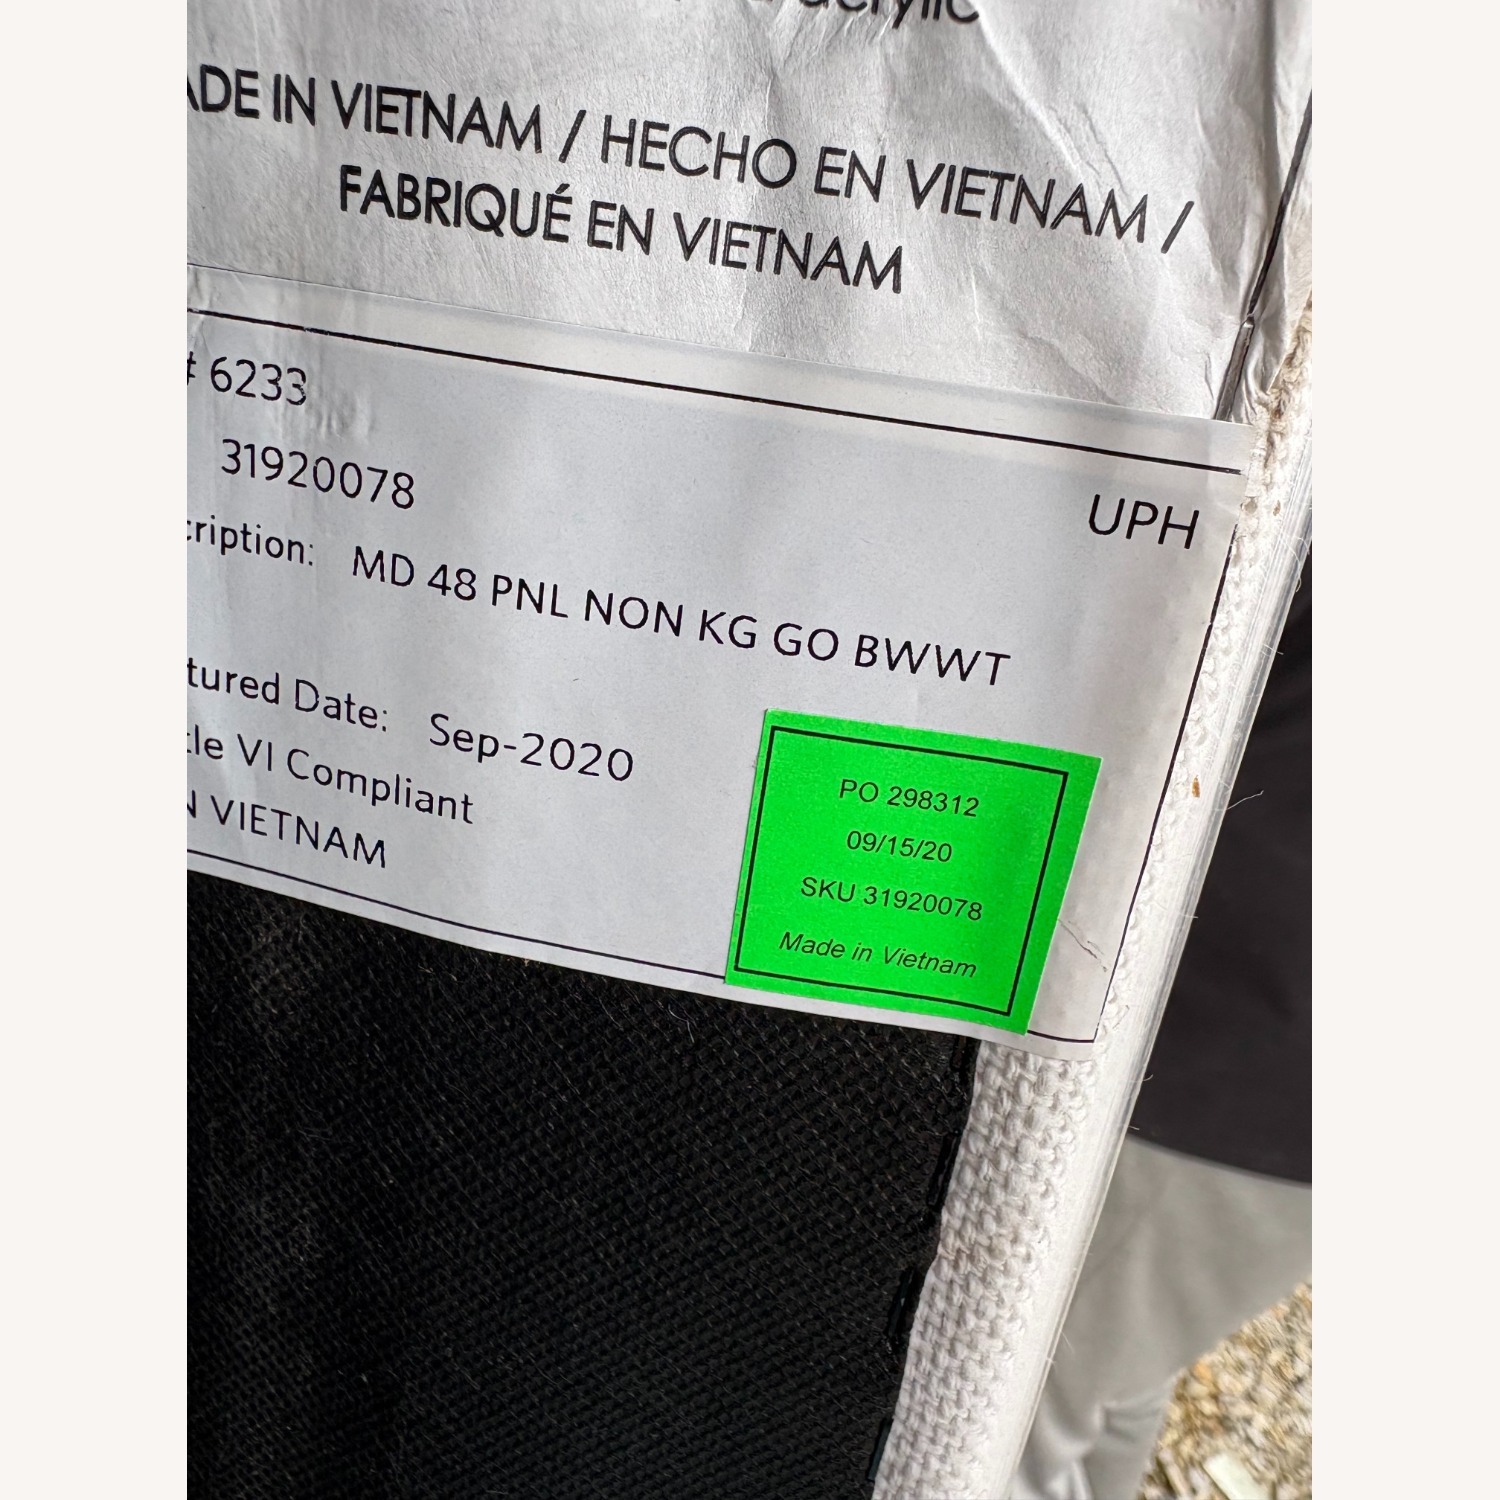 acrylic
ADE IN VIETNAM / HECHO EN VIETNAM /
FABRIQUÉ EN VIETNAM
# 6233
31920078
UPH
cription: MD 48 PNL NON KG GO BWWT
tured Date: Sep-2020
tle VI Compliant
N VIETNAM
PO 298312
09/15/20
SKU 31920078
Made in Vietnam